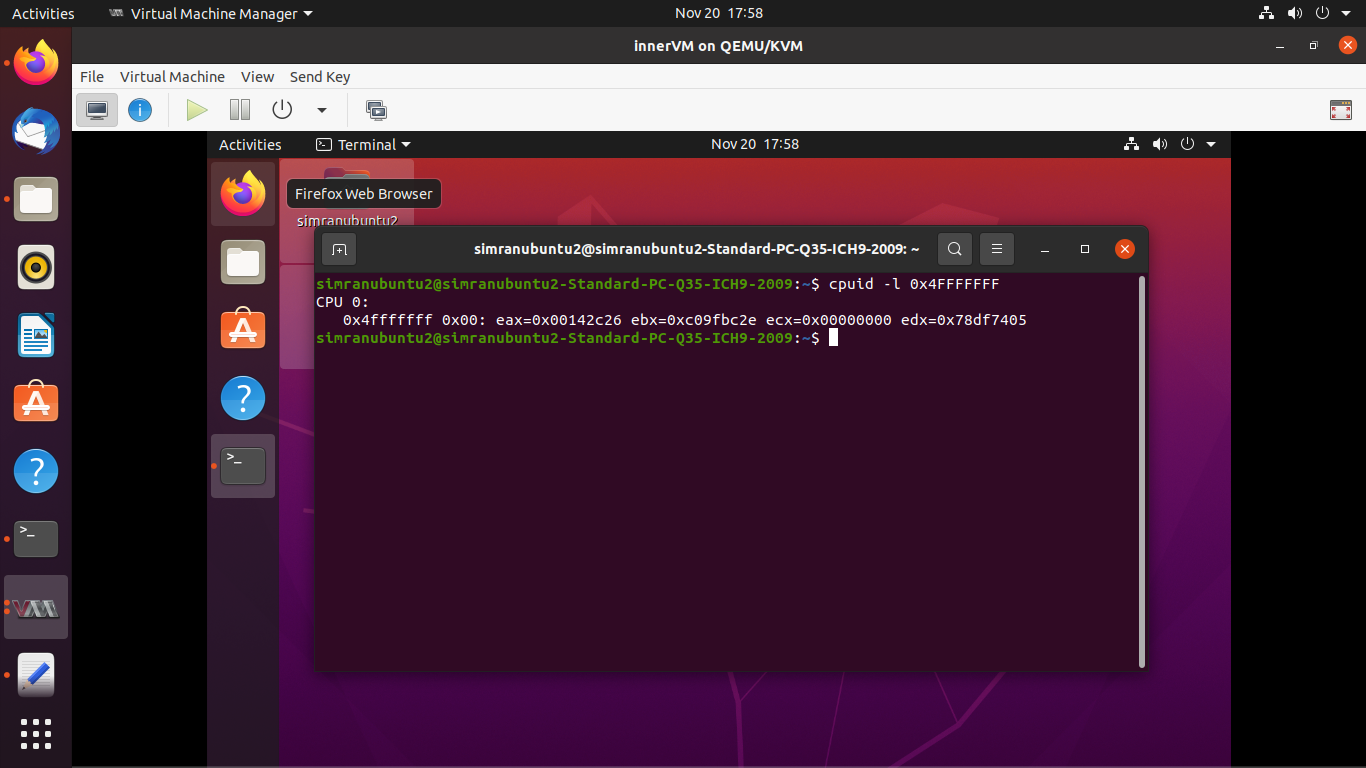 Activities Virtual Machine Manager Nov 20 17:58
innerVM on QEMU/KVM
File Virtual Machine View Send Key
Activities Terminal Nov 20 17:58
Firefox Web Browser
simranubuntu2
simranubuntu2@simranubuntu2-Standard-PC-Q35-ICH9-2009: ~
simranubuntu2@simranubuntu2-Standard-PC-Q35-ICH9-2009:~$ cpuid -l 0x4FFFFFFF
CPU 0:
0x4fffffff 0x00: eax=0x00142c26 ebx=0xc09fbc2e ecx=0x00000000 edx=0x78df7405
simranubuntu2@simranubuntu2-Standard-PC-Q35-ICH9-2009:~$